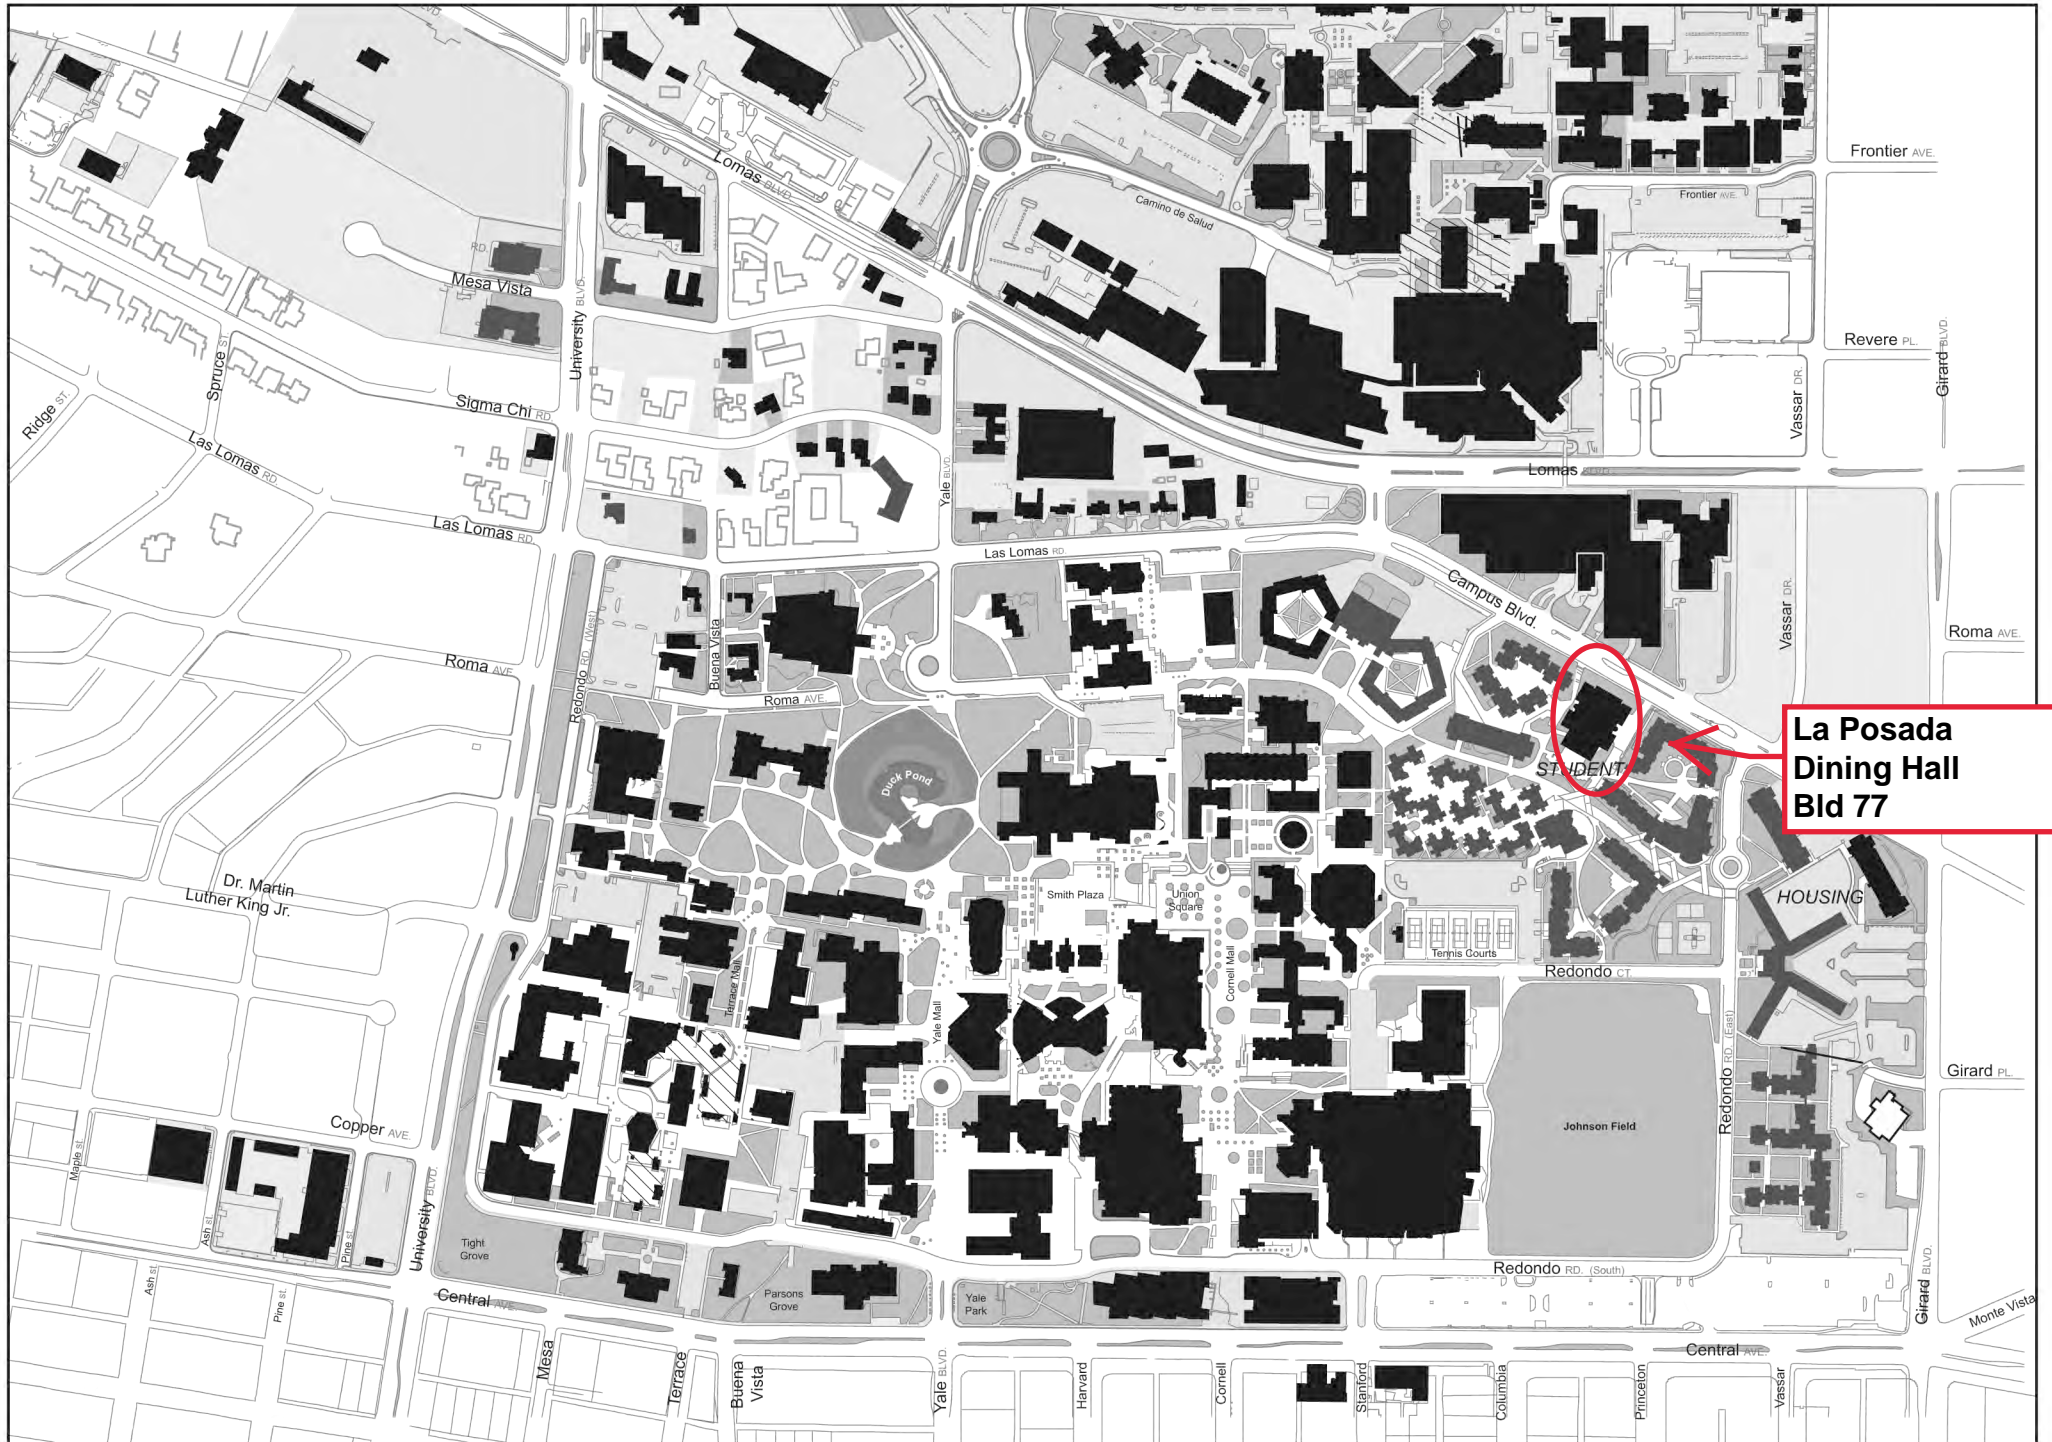 Frontier AVE.
Frontier AVE.
Lomas BLVD.
Camino de Salud
RD.
Mesa Vista
University BLVD.
Spruce ST.
Revere PL.
Girard BLVD.
Vassar DR.
Ridge ST.
Sigma Chi RD.
Las Lomas RD.
Lomas
Yale BLVD.
Las Lomas RD.
Las Lomas RD.
Campus Blvd.
Redondo RD. (West)
Buena Vista
Roma AVE.
Vassar DR.
Roma AVE.
Roma AVE.
Duck Pond
La Posada
Dining Hall
Bld 77
STUDENT
Dr. Martin
Luther King Jr.
Smith Plaza
Union
Square
HOUSING
Tennis Courts
Terrace Mall
Yale Mall
Cornell Mall
Redondo CT.
Redondo RD. (East)
Girard PL.
Copper AVE.
Johnson Field
Maple st.
Ash st.
Pine st.
University BLVD.
Tight
Grove
Redondo RD. (South)
Girard BLVD.
Ash st.
Pine st.
Central AVE.
Parsons
Grove
Yale
Park
Monte Vista
Central AVE.
Mesa
Terrace
Buena
Vista
Yale BLVD.
Harvard
Cornell
Stanford
Columbia
Princeton
Vassar